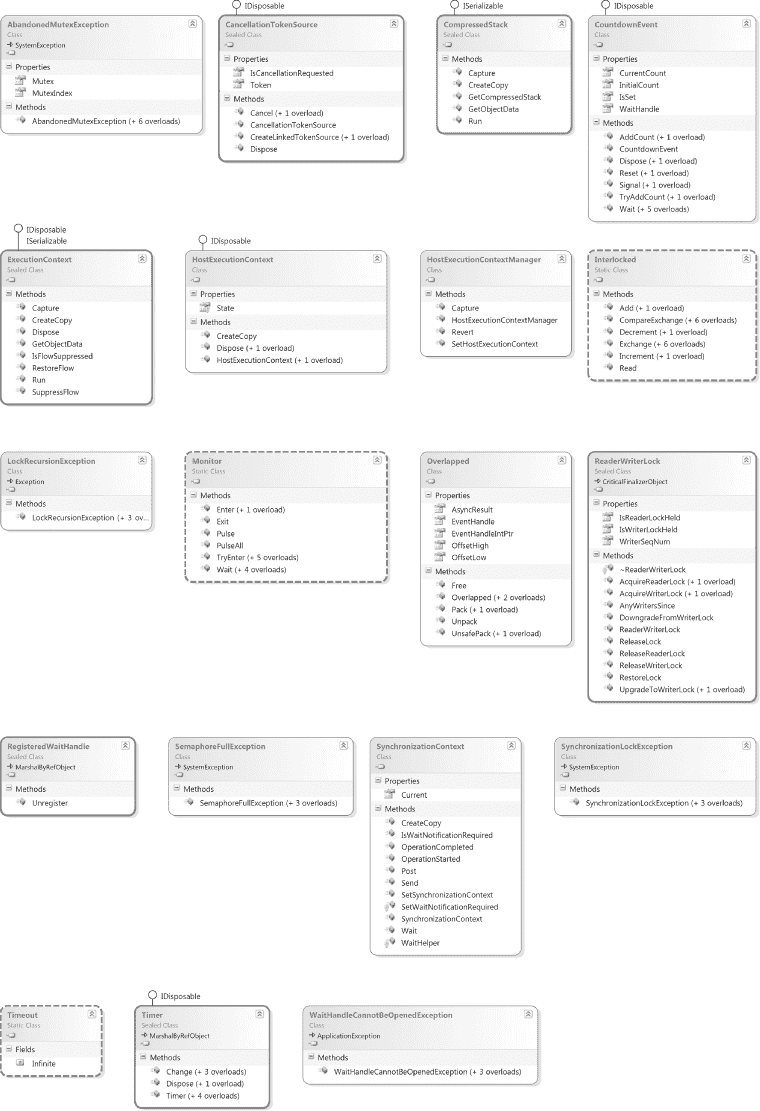 AbandonedMutexException
Class
SystemException
Properties
Mutex
MutexIndex
Methods
AbandonedMutexException (+ 6 overloads)
IDisposable
CancellationTokenSource
Sealed Class
Properties
IsCancellationRequested
Token
Methods
Cancel (+ 1 overload)
CancellationTokenSource
CreateLinkedTokenSource (+ 1 overload)
Dispose
ISerializable
CompressedStack
Sealed Class
Methods
Capture
CreateCopy
GetCompressedStack
GetObjectData
Run
IDisposable
CountdownEvent
Class
Properties
CurrentCount
InitialCount
IsSet
WaitHandle
Methods
AddCount (+ 1 overload)
CountdownEvent
Dispose (+ 1 overload)
Reset (+ 1 overload)
Signal (+ 1 overload)
TryAddCount (+ 1 overload)
Wait (+ 5 overloads)
IDisposable
ISerializable
ExecutionContext
Sealed Class
Methods
Capture
CreateCopy
Dispose
GetObjectData
IsFlowSuppressed
RestoreFlow
Run
SuppressFlow
IDisposable
HostExecutionContext
Class
Properties
State
Methods
CreateCopy
Dispose (+ 1 overload)
HostExecutionContext (+ 1 overload)
HostExecutionContextManager
Class
Methods
Capture
HostExecutionContextManager
Revert
SetHostExecutionContext
Interlocked
Static Class
Methods
Add (+ 1 overload)
CompareExchange (+ 6 overloads)
Decrement (+ 1 overload)
Exchange (+ 6 overloads)
Increment (+ 1 overload)
Read
LockRecursionException
Class
Exception
Methods
LockRecursionException (+ 3 ov...
Monitor
Static Class
Methods
Enter (+ 1 overload)
Exit
Pulse
PulseAll
TryEnter (+ 5 overloads)
Wait (+ 4 overloads)
Overlapped
Class
Properties
AsyncResult
EventHandle
EventHandleIntPtr
OffsetHigh
OffsetLow
Methods
Free
Overlapped (+ 2 overloads)
Pack (+ 1 overload)
Unpack
UnsafePack (+ 1 overload)
ReaderWriterLock
Sealed Class
CriticalFinalizerObject
Properties
IsReaderLockHeld
IsWriterLockHeld
WriterSeqNum
Methods
~ReaderWriterLock
AcquireReaderLock (+ 1 overload)
AcquireWriterLock (+ 1 overload)
AnyWritersSince
DowngradeFromWriterLock
ReaderWriterLock
ReleaseLock
ReleaseReaderLock
ReleaseWriterLock
RestoreLock
UpgradeToWriterLock (+ 1 overload)
RegisteredWaitHandle
Sealed Class
MarshalByRefObject
Methods
Unregister
SemaphoreFullException
Class
SystemException
Methods
SemaphoreFullException (+ 3 overloads)
SynchronizationContext
Class
Properties
Current
Methods
CreateCopy
IsWaitNotificationRequired
OperationCompleted
OperationStarted
Post
Send
SetSynchronizationContext
SetWaitNotificationRequired
SynchronizationContext
Wait
WaitHelper
SynchronizationLockException
Class
SystemException
Methods
SynchronizationLockException (+ 3 overloads)
Timeout
Static Class
Fields
Infinite
IDisposable
Timer
Sealed Class
MarshalByRefObject
Methods
Change (+ 3 overloads)
Dispose (+ 1 overload)
Timer (+ 4 overloads)
WaitHandleCannotBeOpenedException
Class
ApplicationException
Methods
WaitHandleCannotBeOpenedException (+ 3 overloads)